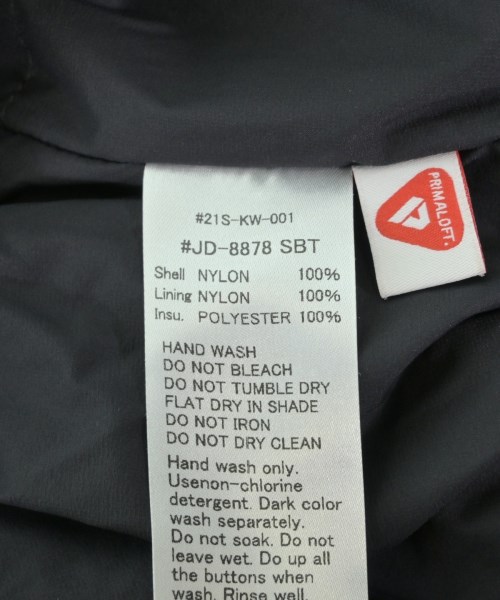 #21S-KW-001
#JD-8878 SBT
Shell NYLON 100%
Lining NYLON 100%
Insu. POLYESTER 100%
HAND WASH
DO NOT BLEACH
DO NOT TUMBLE DRY
FLAT DRY IN SHADE
DO NOT IRON
DO NOT DRY CLEAN
Hand wash only.
Usenon-chlorine
detergent. Dark color
wash separately.
Do not soak. Do not
leave wet. Do up all
the buttons when
wash. Rinse well.
PRIMALOFT.